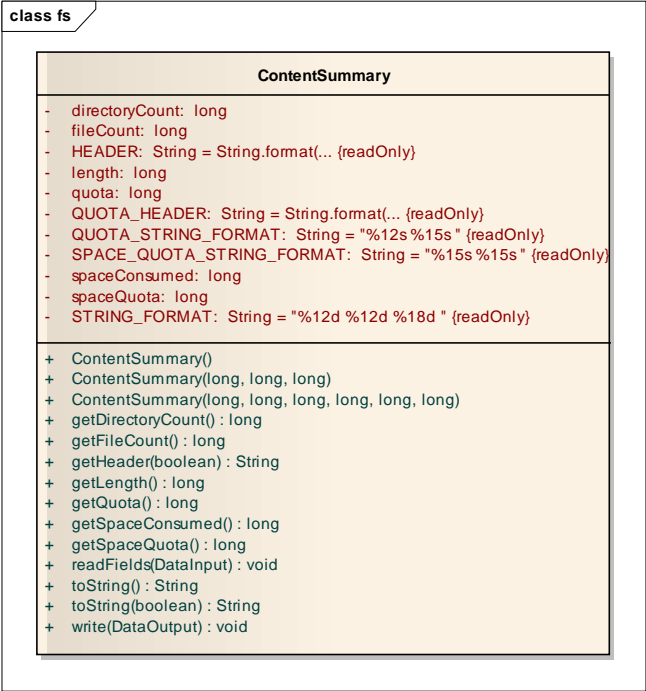 class fs
ContentSummary
- directoryCount: long
- fileCount: long
- HEADER: String = String.format(... {readOnly}
- length: long
- quota: long
- QUOTA_HEADER: String = String.format(... {readOnly}
- QUOTA_STRING_FORMAT: String = "%12s %15s " {readOnly}
- SPACE_QUOTA_STRING_FORMAT: String = "%15s %15s " {readOnly}
- spaceConsumed: long
- spaceQuota: long
- STRING_FORMAT: String = "%12d %12d %18d " {readOnly}
+ ContentSummary()
+ ContentSummary(long, long, long)
+ ContentSummary(long, long, long, long, long, long)
+ getDirectoryCount() : long
+ getFileCount() : long
+ getHeader(boolean) : String
+ getLength() : long
+ getQuota() : long
+ getSpaceConsumed() : long
+ getSpaceQuota() : long
+ readFields(DataInput) : void
+ toString() : String
+ toString(boolean) : String
+ write(DataOutput) : void